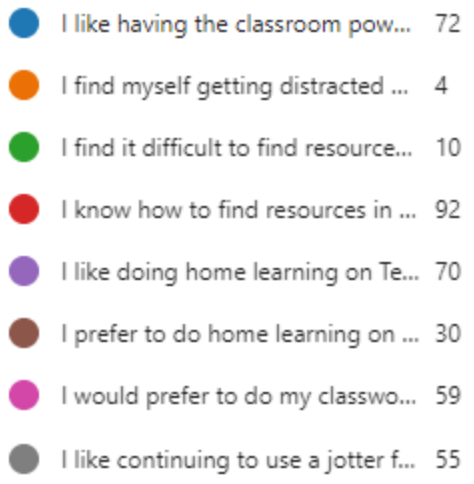 I like having the classroom pow... 72
I find myself getting distracted ... 4
I find it difficult to find resource... 10
I know how to find resources in ... 92
I like doing home learning on Te... 70
I prefer to do home learning on ... 30
I would prefer to do my classwo... 59
I like continuing to use a jotter f... 55